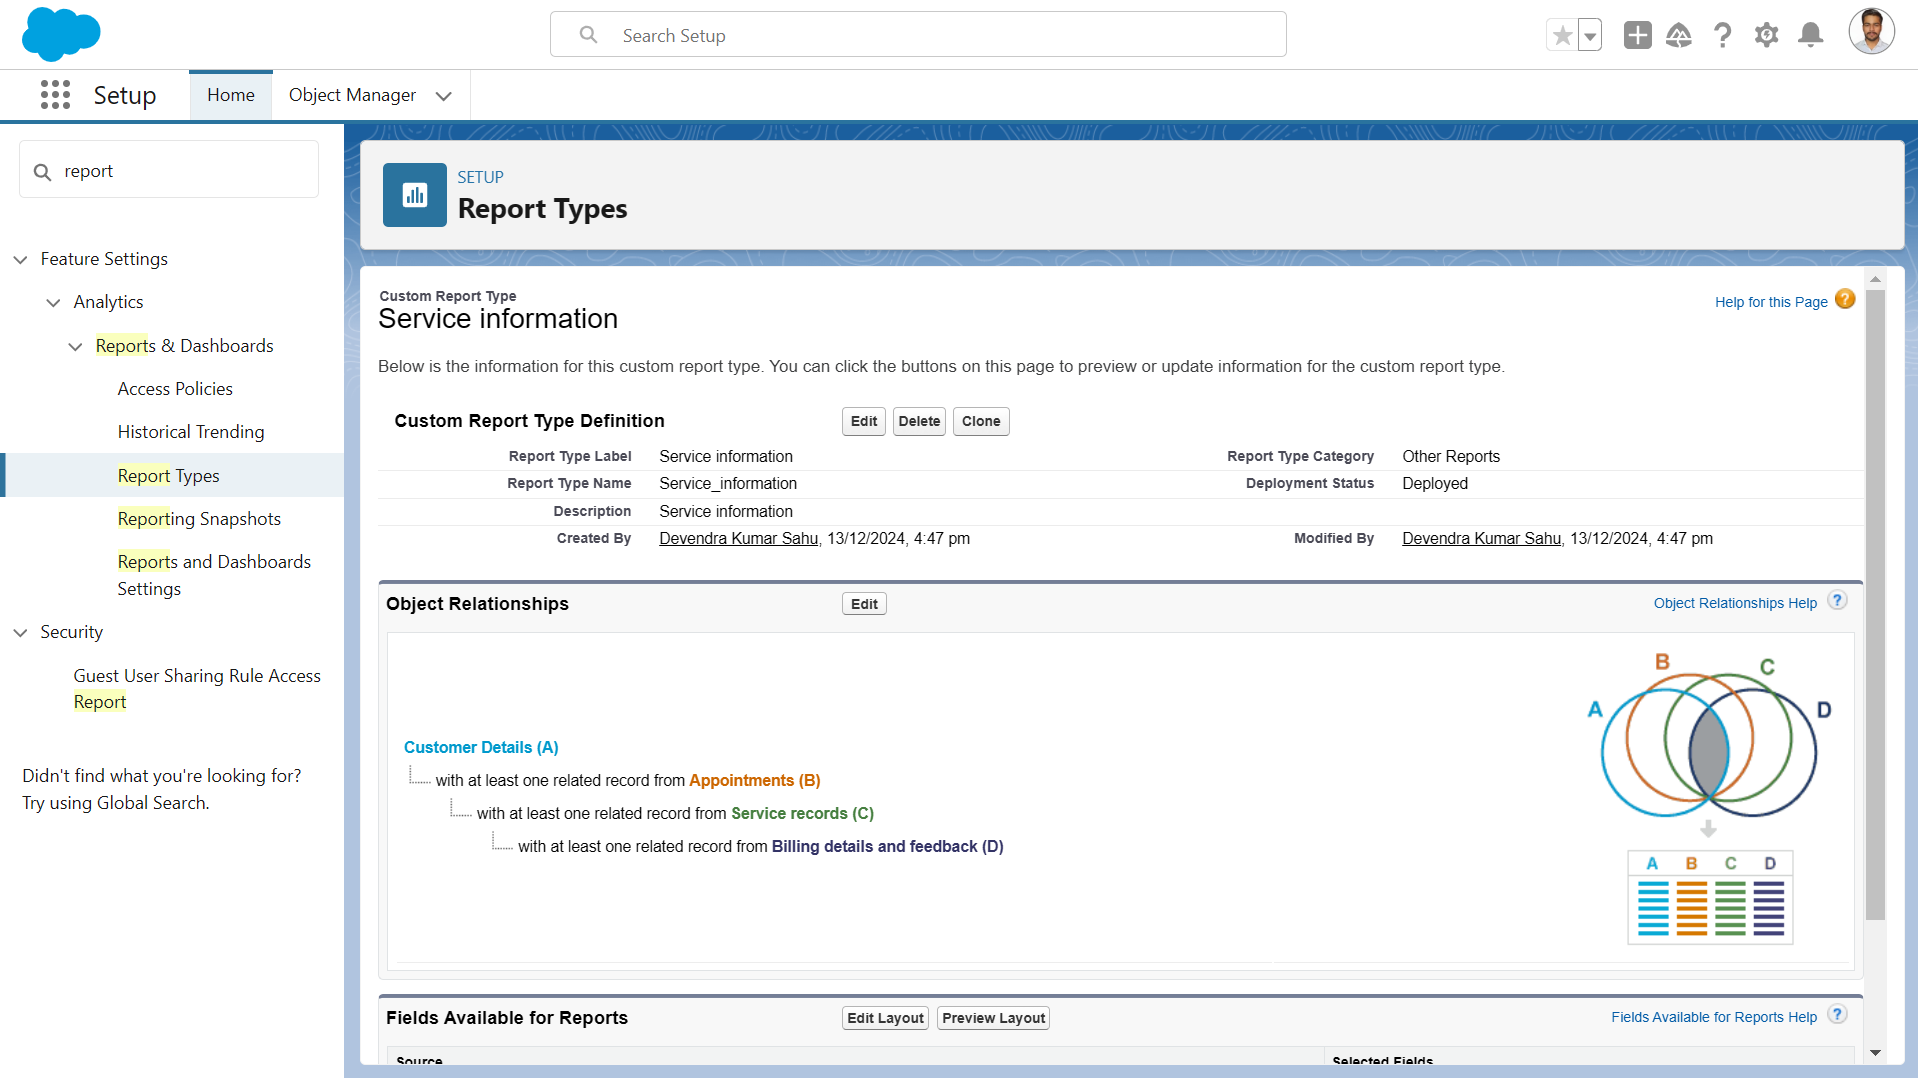 Search Setup
Setup
Home
Object Manager
report
Feature Settings
Analytics
Reports & Dashboards
Access Policies
Historical Trending
Report Types
Reporting Snapshots
Reports and Dashboards
Settings
Security
Guest User Sharing Rule Access
Report
Didn't find what you're looking for?
Try using Global Search.
SETUP
Report Types
Custom Report Type
Service information
Help for this Page
Below is the information for this custom report type. You can click the buttons on this page to preview or update information for the custom report type.
Custom Report Type Definition
Edit Delete Clone
Report Type Label Service information Report Type Category Other Reports
Report Type Name Service_information Deployment Status Deployed
Description Service information
Created By Devendra Kumar Sahu, 13/12/2024, 4:47 pm Modified By Devendra Kumar Sahu, 13/12/2024, 4:47 pm
Object Relationships Edit Object Relationships Help ?
Customer Details (A)
with at least one related record from Appointments (B)
with at least one related record from Service records (C)
with at least one related record from Billing details and feedback (D)
B C
A D
A B C D
Fields Available for Reports Edit Layout Preview Layout Fields Available for Reports Help ?
Source Selected Fields